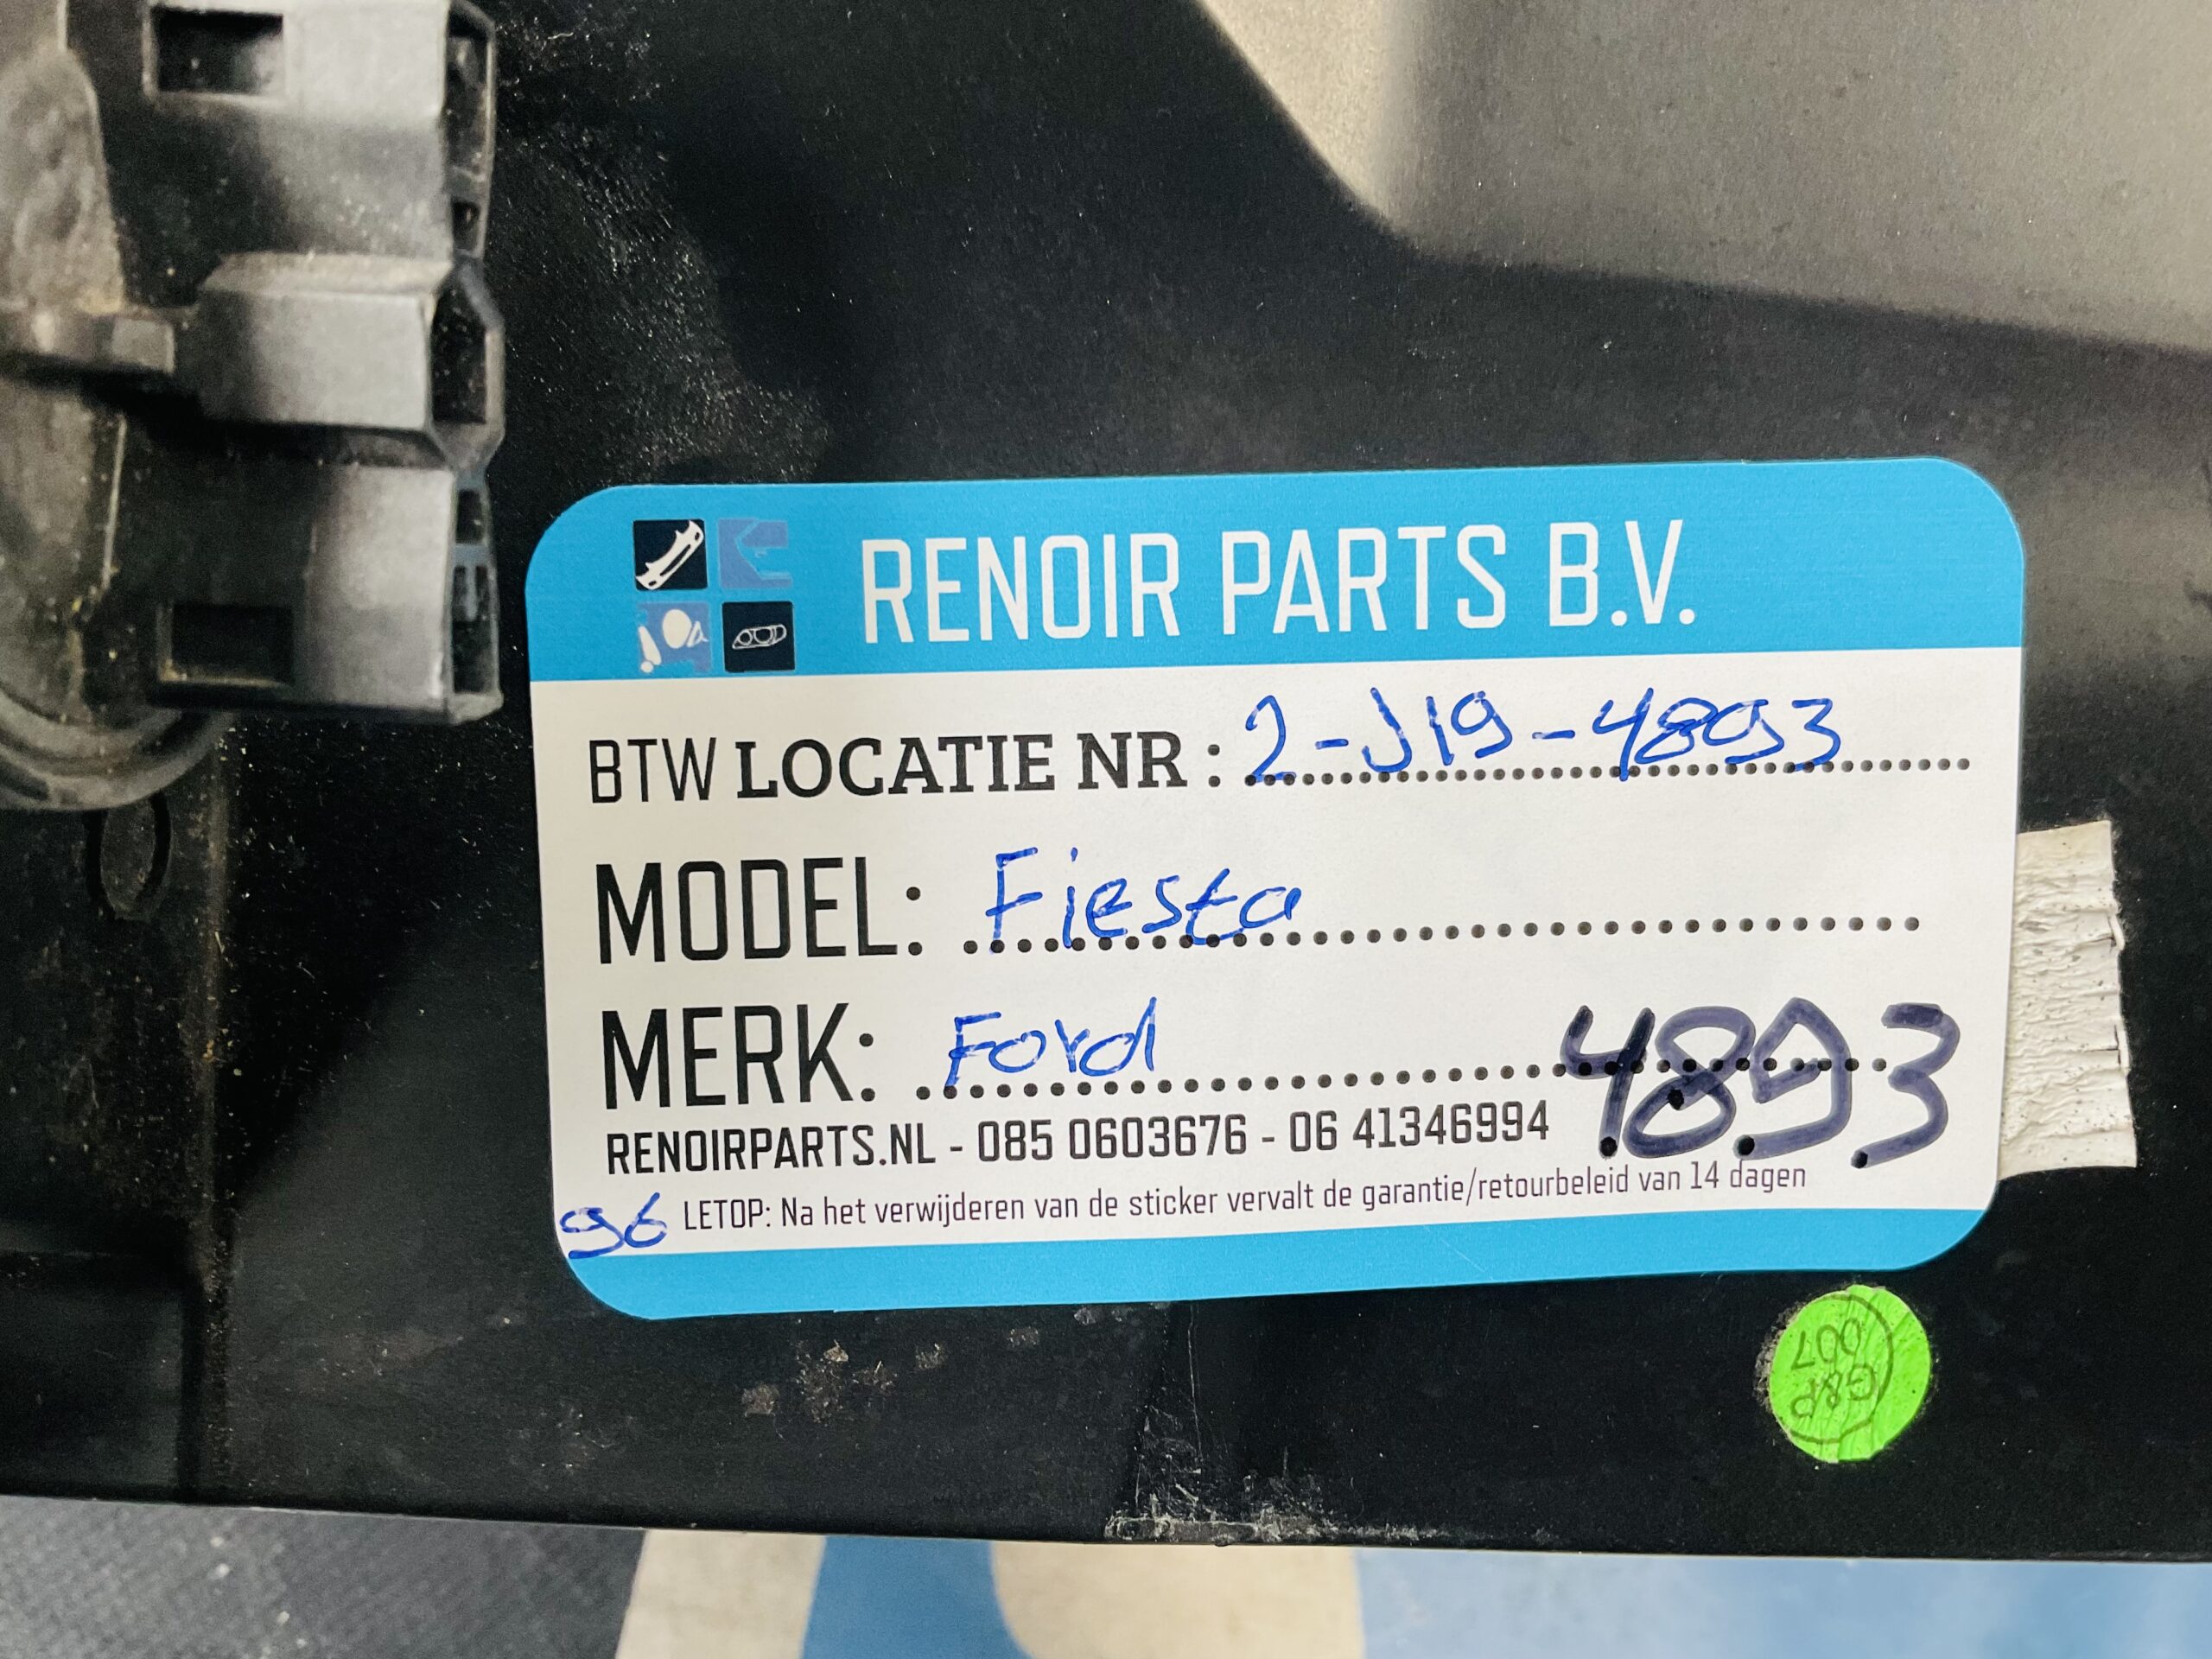 RENOIR PARTS B.V.
BTW LOCATIE NR : 2-J19-4893
MODEL: Fiesta
MERK: Ford
4893
RENOIRPARTS.NL - 085 0603676 - 06 41346994
96 LETOP: Na het verwijderen van de sticker vervalt de garantie/retourbeleid van 14 dagen
G&P
007